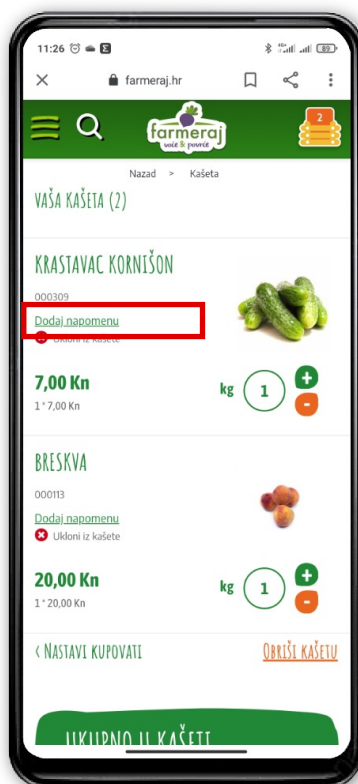 11:26
89
farmeraj.hr
farmeraj
voće & povrće
2
Nazad > Kašeta
VAŠA KAŠETA (2)
KRASTAVAC KORNIŠON
000309
Dodaj napomenu
Ukloni iz kašete
7,00 Kn
kg 1 +
1 * 7,00 Kn
-
BRESKVA
000113
Dodaj napomenu
Ukloni iz kašete
20,00 Kn
kg 1 +
1 * 20,00 Kn
-
< NASTAVI KUPOVATI
OBRIŠI KAŠETU
UKUPNO U KAŠETI